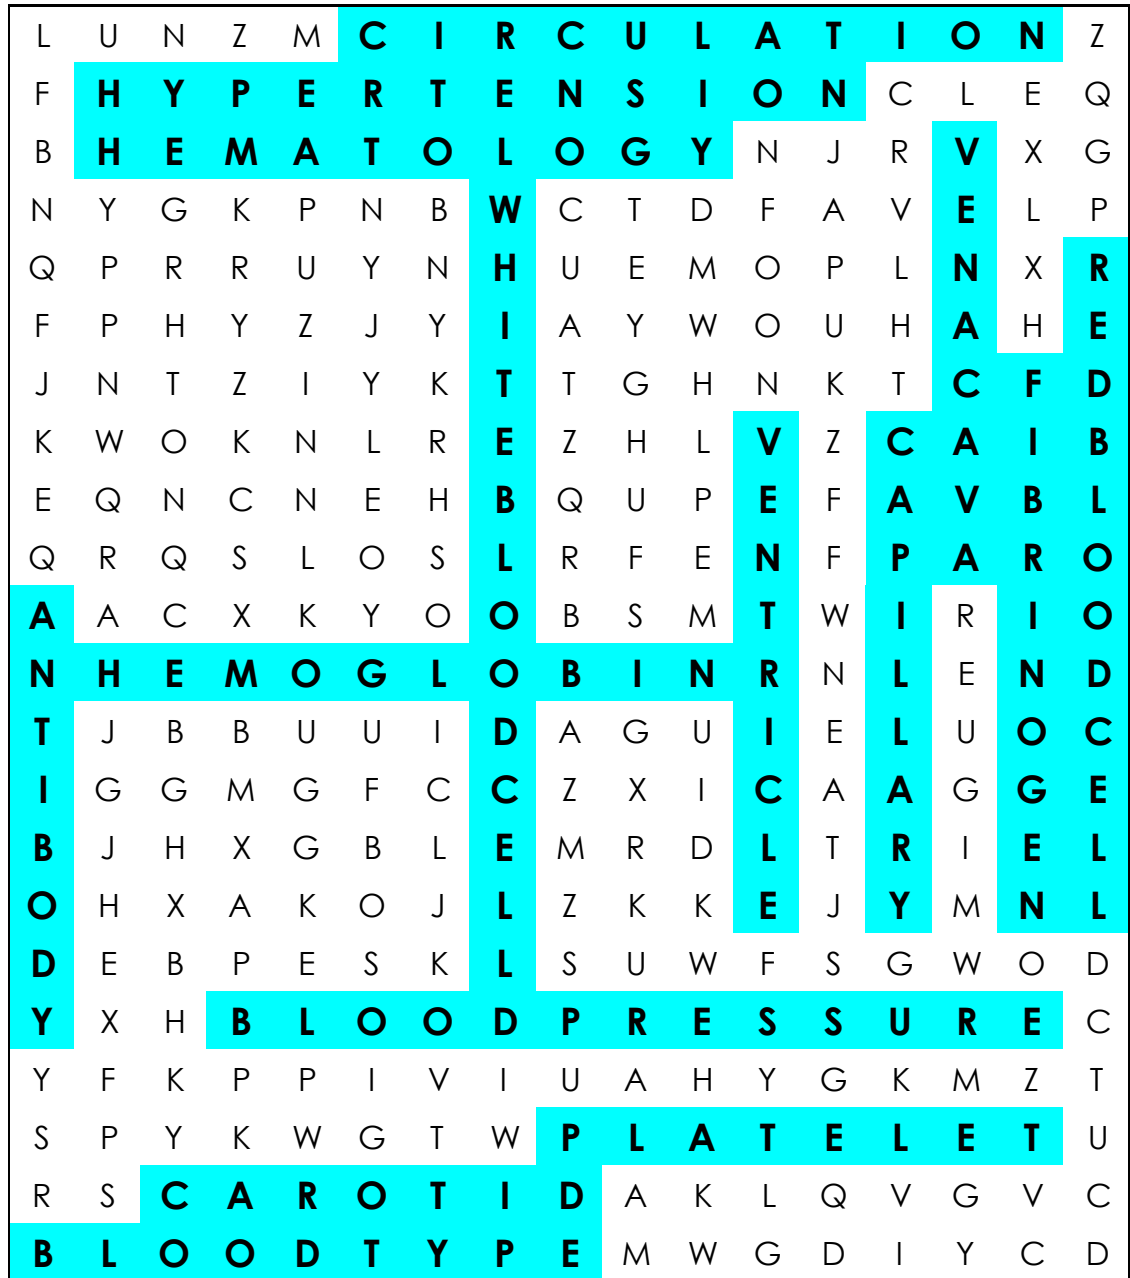 L U N Z M C I R C U L A T I O N Z
F H Y P E R T E N S I O N C L E Q
B H E M A T O L O G Y N J R V X G
N Y G K P N B W C T D F A V E L P
Q P R R U Y N H U E M O P L N X R
F P H Y Z J Y I A Y W O U H A H E
J N T Z I Y K T T G H N K T C F D
K W O K N L R E Z H L V Z C A I B
E Q N C N E H B Q U P E F A V B L
Q R Q S L O S L R F E N F P A R O
A A C X K Y O O B S M T W I R I O
N H E M O G L O B I N R N L E N D
T J B B U U I D A G U I E L U O C
I G G M G F C C Z X I C A A G G E
B J H X G B L E M R D L T R I E L
O H X A K O J L Z K K E J Y M N L
D E B P E S K L S U W F S G W O D
Y X H B L O O D P R E S S U R E C
Y F K P P I V I U A H Y G K M Z T
S P Y K W G T W P L A T E L E T U
R S C A R O T I D A K L Q V G V C
B L O O D T Y P E M W G D I Y C D